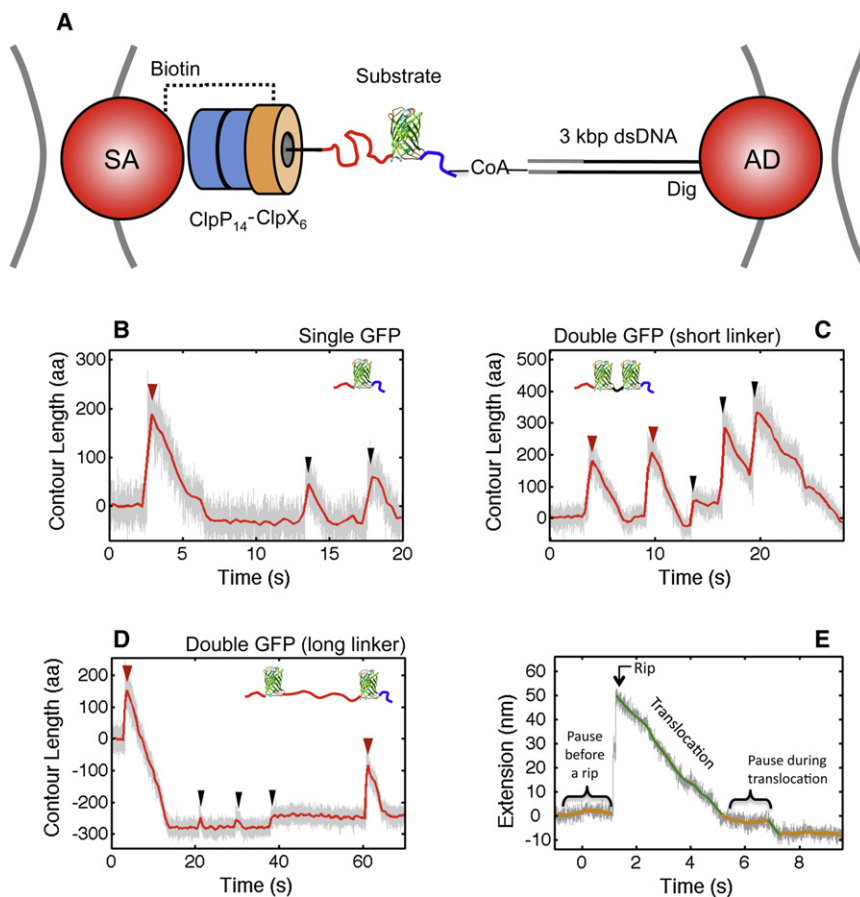 A
Biotin
Substrate
SA
CoA
3 kbp dsDNA
Dig
AD
ClpP14-ClpX6
B
Single GFP
Contour Length (aa)
300
200
100
0
0
5
10
15
20
Time (s)
Double GFP (short linker)
C
Contour Length (aa)
500
400
300
200
100
0
0
10
20
Time (s)
D
Double GFP (long linker)
Contour Length (aa)
200
100
0
-100
-200
-300
0
20
40
60
Time (s)
E
Extension (nm)
60
50
40
30
20
10
0
-10
Rip
Translocation
Pause
before
a rip
Pause during
translocation
0
2
4
6
8
Time (s)